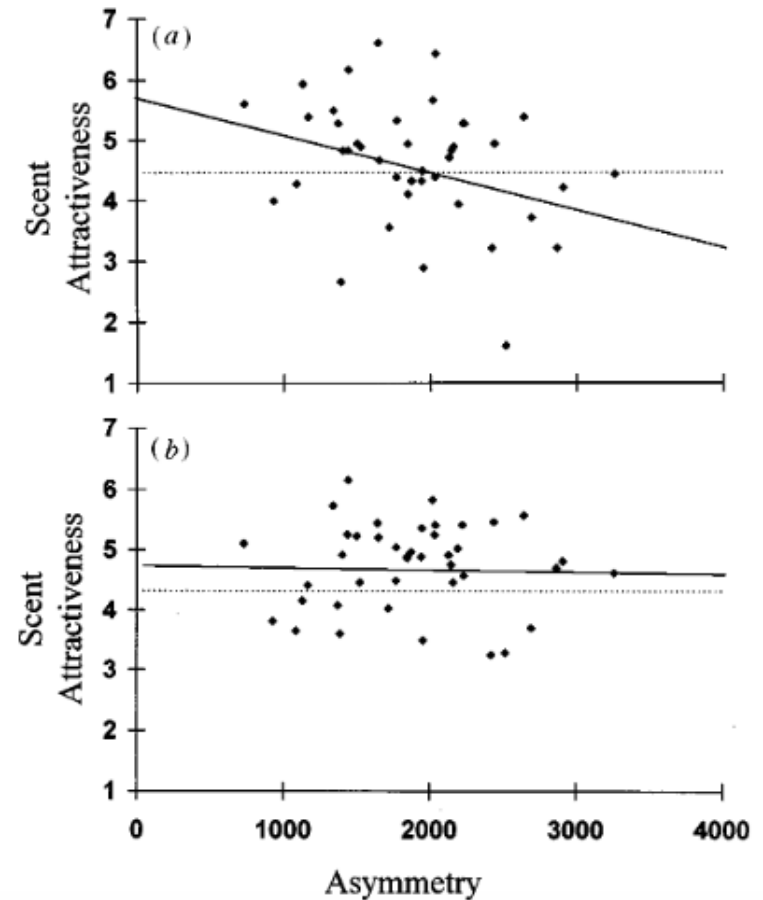 7
(a)
6
5
4
3
2
1
Scent
Attractiveness
7
(b)
6
5
4
3
2
1
Scent
Attractiveness
0 1000 2000 3000 4000
Asymmetry